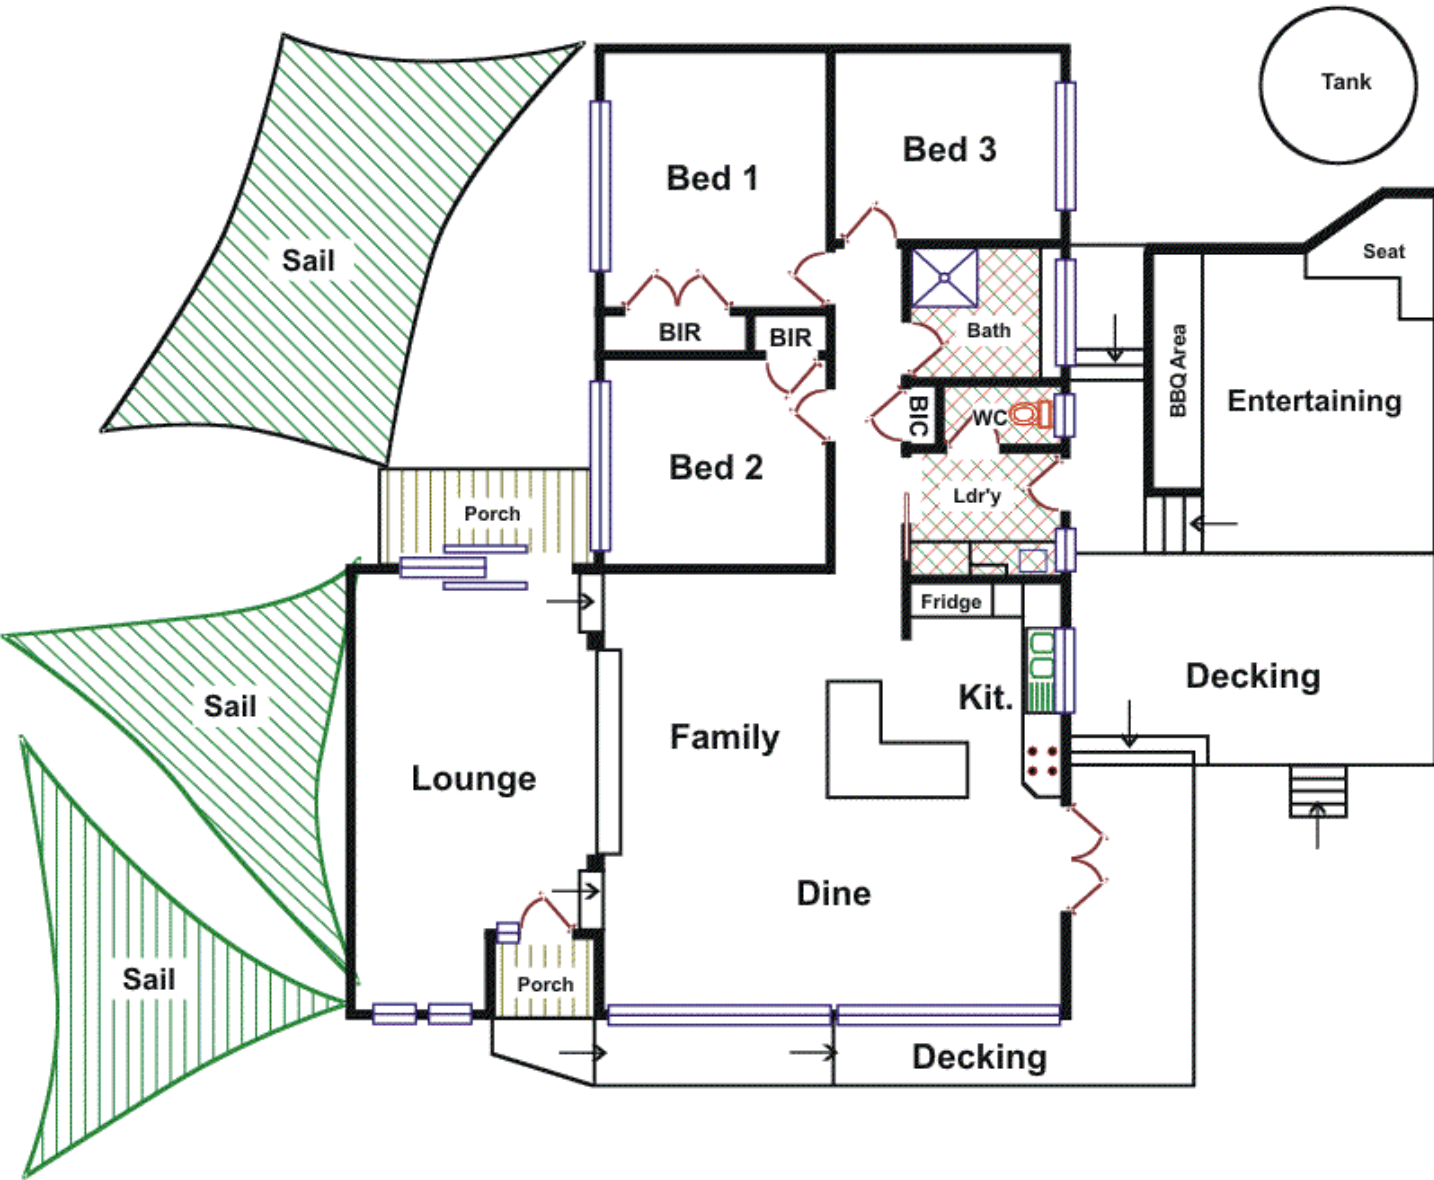 Tank
Bed 3
Bed 1
Sail
Seat
BIR
BIR
Bath
BBQ Area
Entertaining
BIC
WC
Bed 2
Ldr'y
Porch
Fridge
Decking
Kit.
Sail
Family
Lounge
Dine
Sail
Porch
Decking